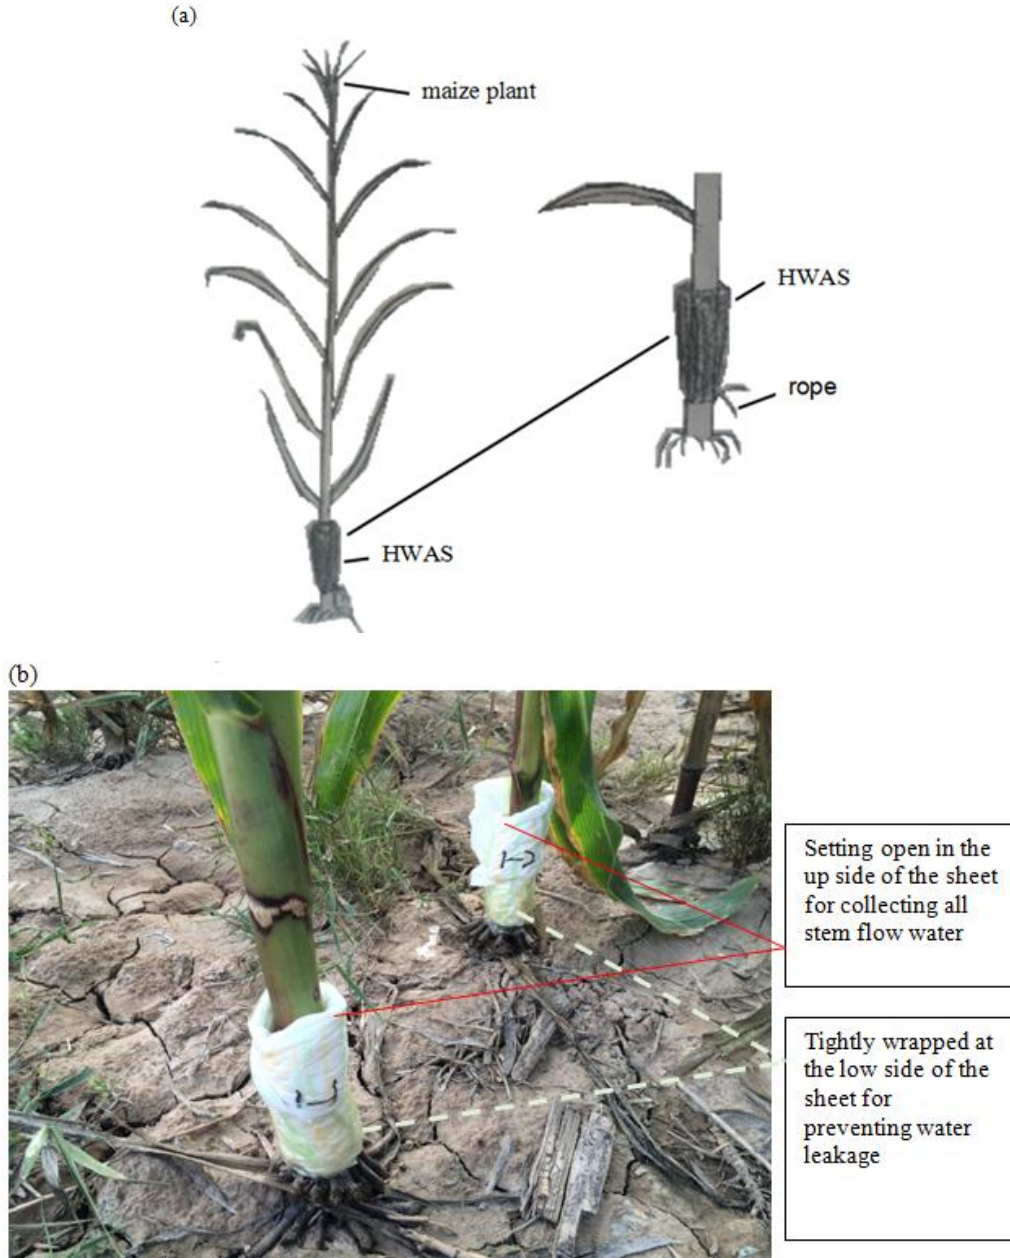 (a)
maize plant
HWAS
rope
HWAS
(b)
Setting open in the
up side of the sheet
for collecting all
stem flow water
Tightly wrapped at
the low side of the
sheet for
preventing water
leakage